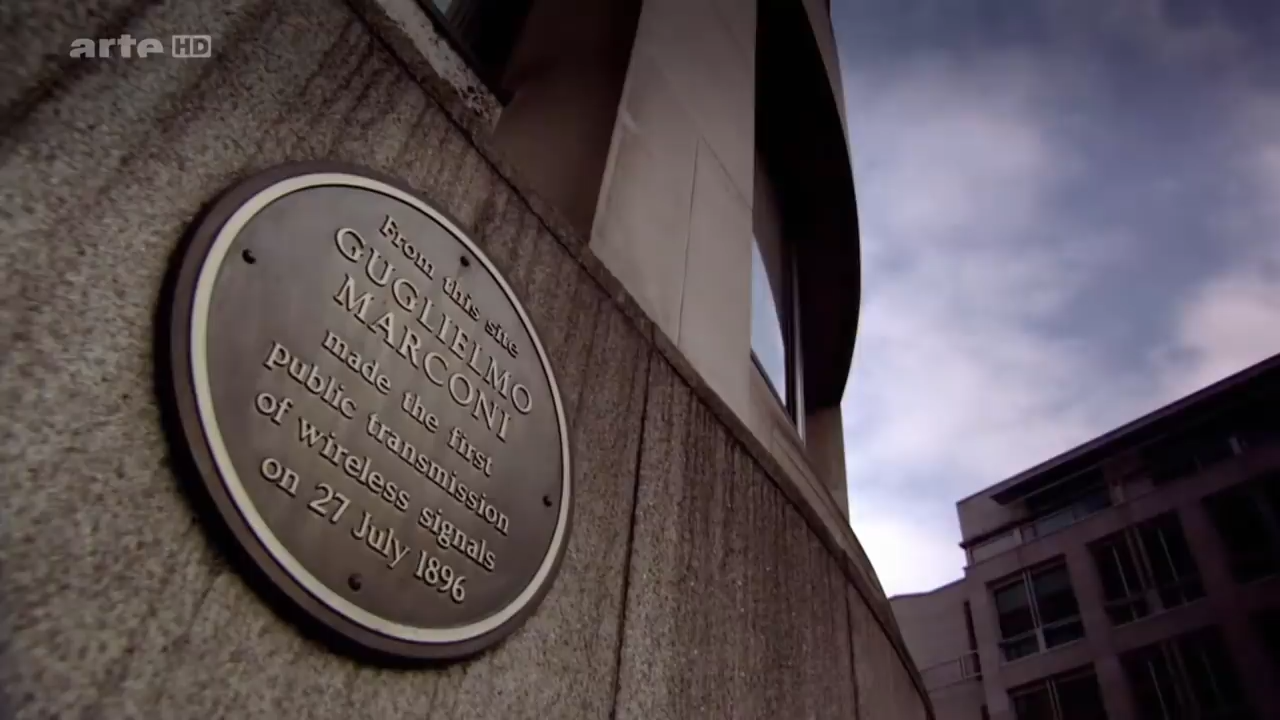 arte HD
From this site
GUGLIELMO
MARCONI
made the first
public transmission
of wireless signals
on 27 July 1896